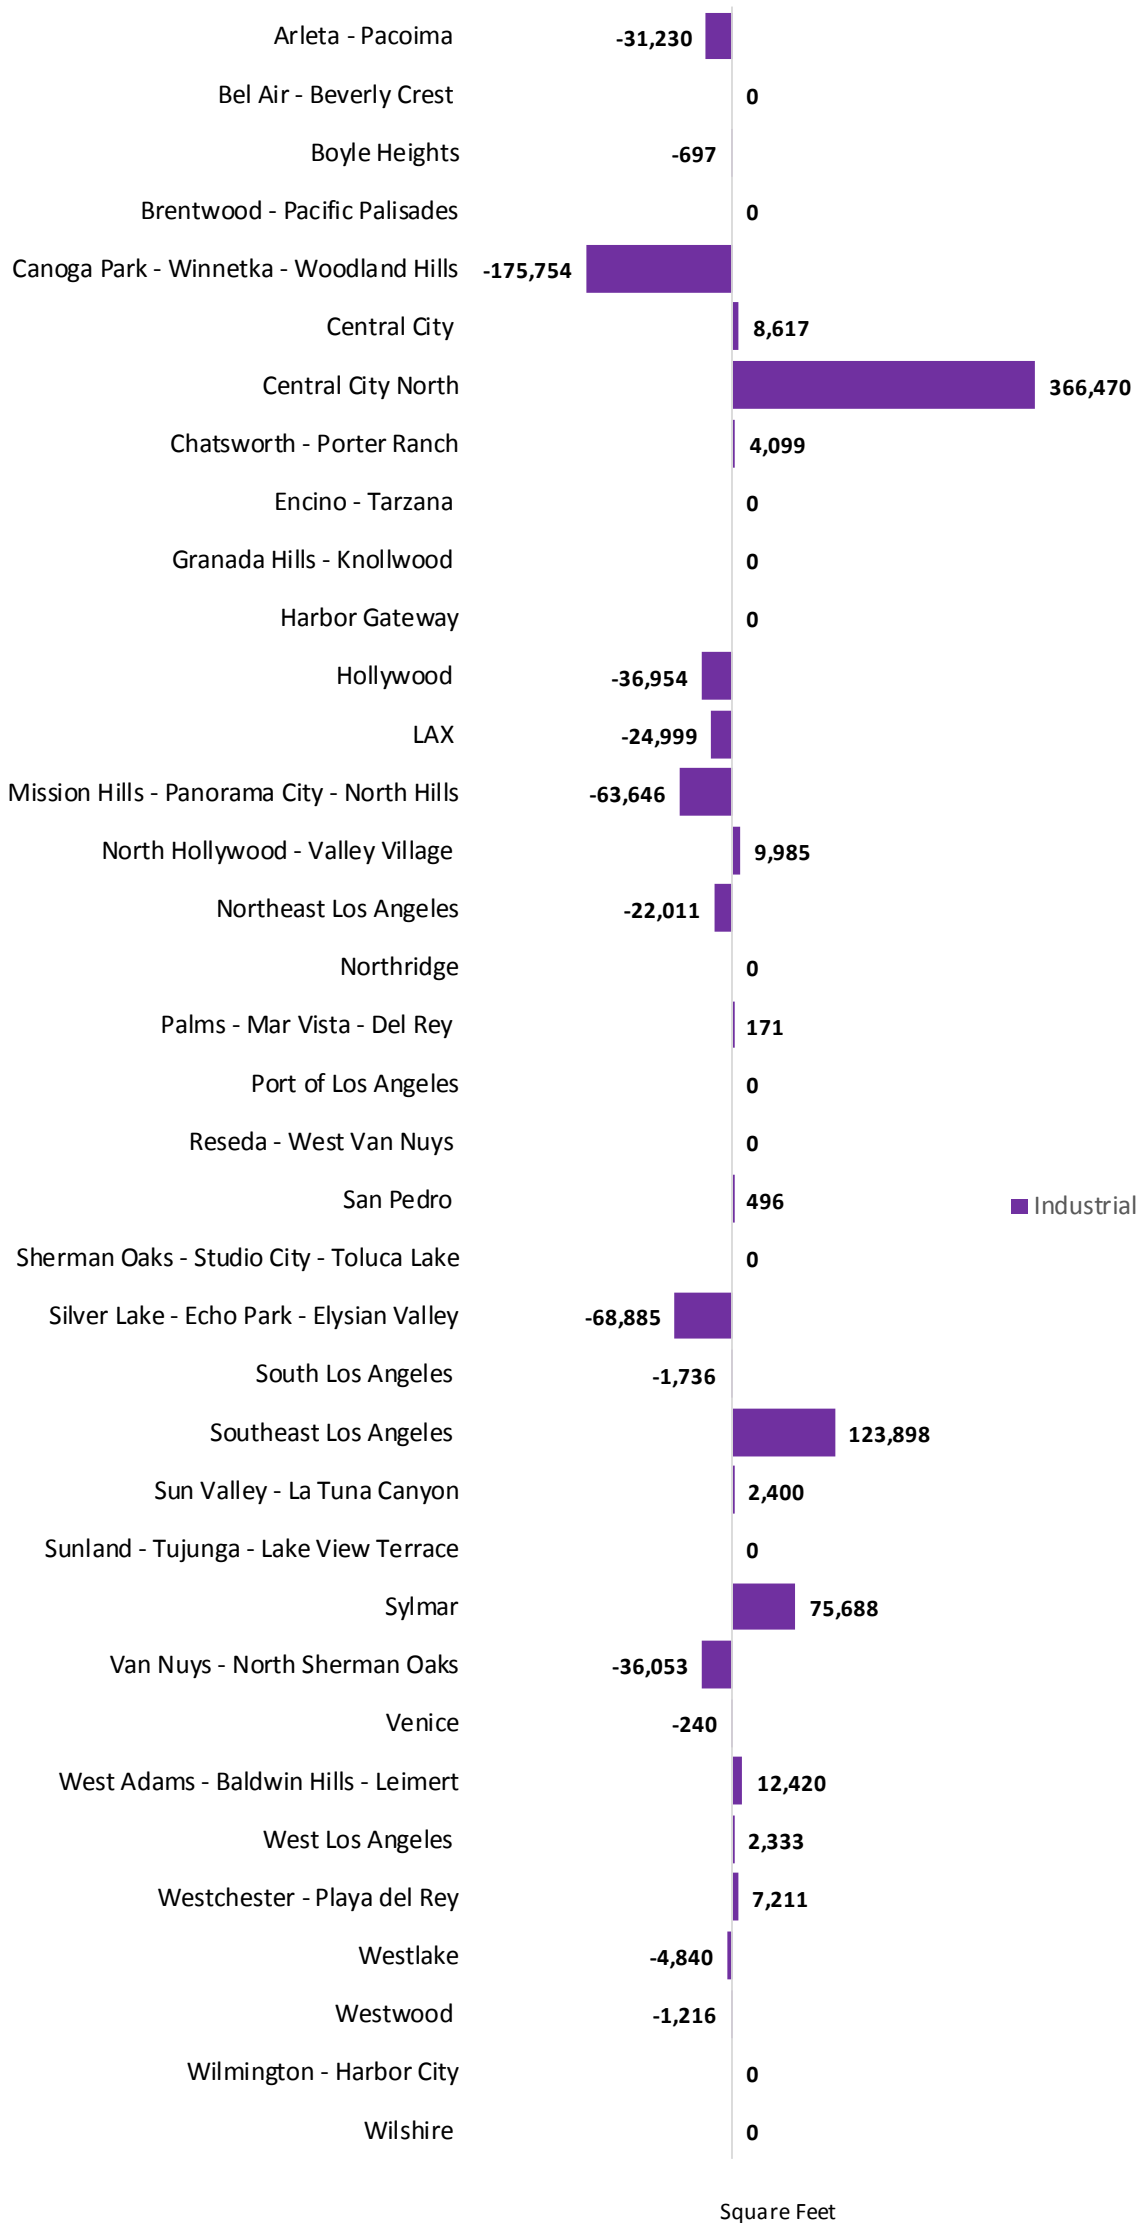 Arleta - Pacoima -31,230
Bel Air - Beverly Crest 0
Boyle Heights -697
Brentwood - Pacific Palisades 0
Canoga Park - Winnetka - Woodland Hills -175,754
Central City 8,617
Central City North 366,470
Chatsworth - Porter Ranch 4,099
Encino - Tarzana 0
Granada Hills - Knollwood 0
Harbor Gateway 0
Hollywood -36,954
LAX -24,999
Mission Hills - Panorama City - North Hills -63,646
North Hollywood - Valley Village 9,985
Northeast Los Angeles -22,011
Northridge 0
Palms - Mar Vista - Del Rey 171
Port of Los Angeles 0
Reseda - West Van Nuys 0
San Pedro 496
Industrial
Sherman Oaks - Studio City - Toluca Lake 0
Silver Lake - Echo Park - Elysian Valley -68,885
South Los Angeles -1,736
Southeast Los Angeles 123,898
Sun Valley - La Tuna Canyon 2,400
Sunland - Tujunga - Lake View Terrace 0
Sylmar 75,688
Van Nuys - North Sherman Oaks -36,053
Venice -240
West Adams - Baldwin Hills - Leimert 12,420
West Los Angeles 2,333
Westchester - Playa del Rey 7,211
Westlake -4,840
Westwood -1,216
Wilmington - Harbor City 0
Wilshire 0
Square Feet